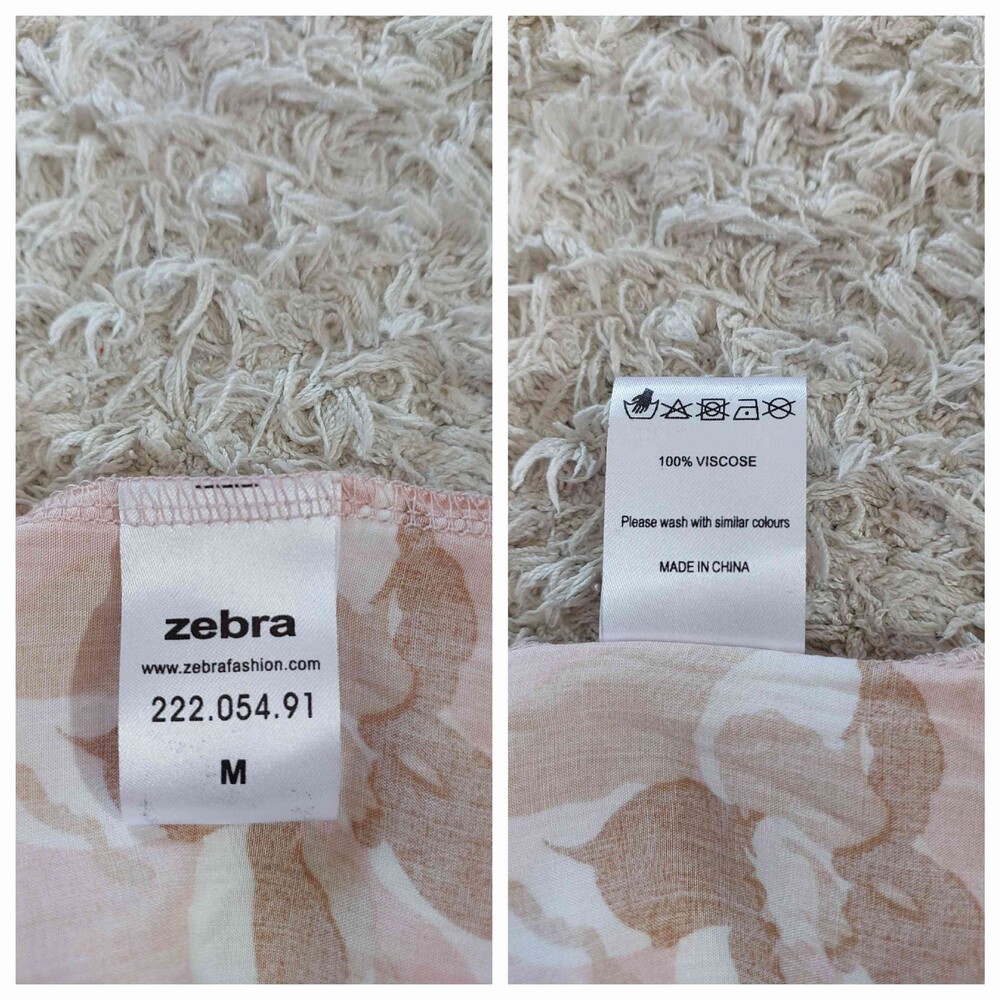 zebra
www.zebrafashion.com
222.054.91
M
100% VISCOSE
Please wash with similar colours
MADE IN CHINA